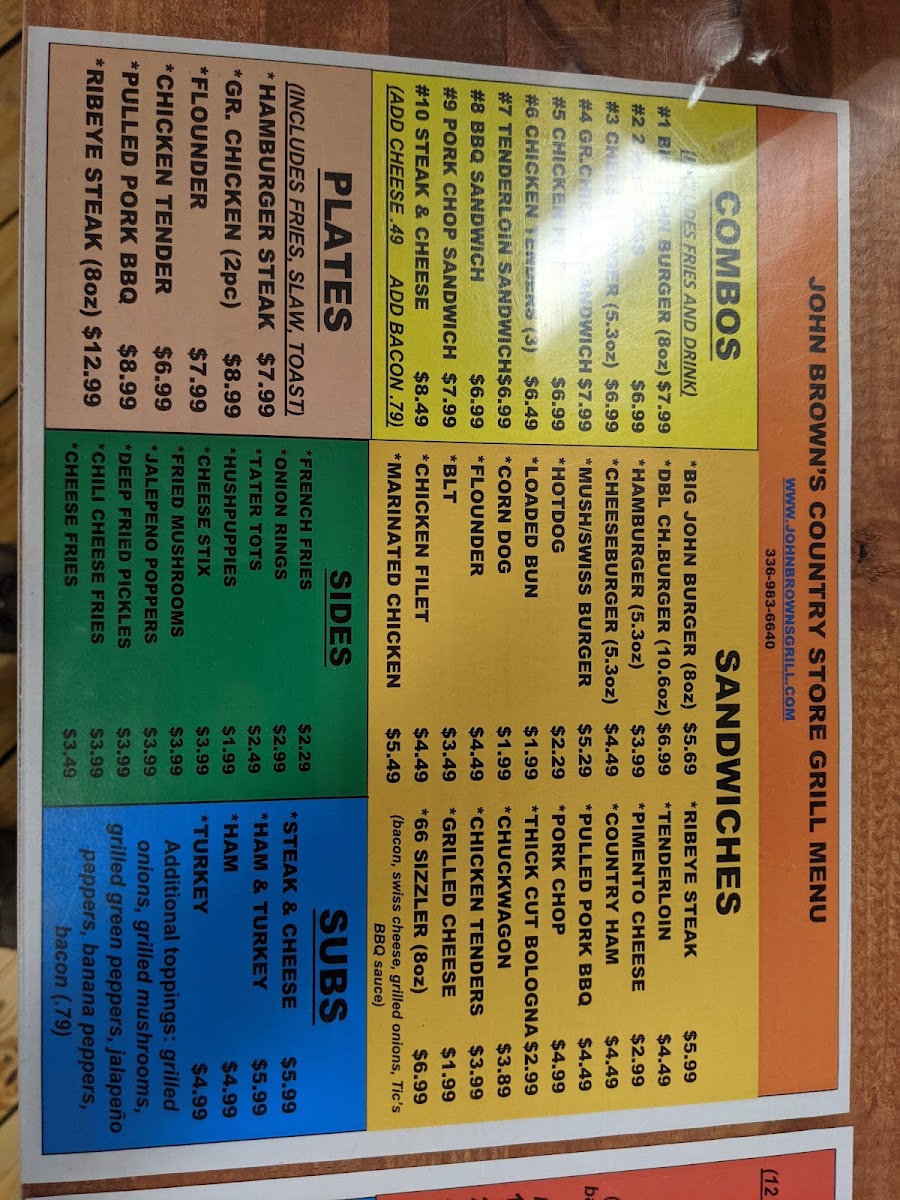 JOHN BROWN'S COUNTRY STORE GRILL MENU
WWW.JOHNBROWNSGRILL.COM
336-983-6640
COMBOS
(INCLUDES FRIES AND DRINK)
#1 BIG JOHN BURGER (8oz) $7.99
#2 2 HOTDOGS $6.99
#3 CHEESEBURGER (5.3oz) $6.99
#4 GR.CHICKEN SANDWICH $7.99
#5 CHICKEN $6.99
#6 CHICKEN TENDERS (3) $6.49
#7 TENDERLOIN SANDWICH $6.99
#8 BBQ SANDWICH $6.99
#9 PORK CHOP SANDWICH $7.99
#10 STEAK & CHEESE $8.49
(ADD CHEESE .49 ADD BACON .79)
SANDWICHES
*BIG JOHN BURGER (8oz) $5.69
*DBL CH.BURGER (10.6oz) $6.99
*HAMBURGER (5.3oz) $3.99
*CHEESEBURGER (5.3oz) $4.49
*MUSH/SWISS BURGER $5.29
*HOTDOG $2.29
*LOADED BUN $1.99
*CORN DOG $1.99
*FLOUNDER $4.49
*BLT $3.49
*CHICKEN FILET $4.49
*MARINATED CHICKEN $5.49
*RIBEYE STEAK $5.99
*TENDERLOIN $4.49
*PIMENTO CHEESE $2.99
*COUNTRY HAM $4.49
*PULLED PORK BBQ $4.49
*PORK CHOP $4.99
*THICK CUT BOLOGNA $2.99
*CHUCKWAGON $3.89
*CHICKEN TENDERS $3.99
*GRILLED CHEESE $1.99
*66 SIZZLER (8oz) $6.99
(bacon, swiss cheese, grilled onions, Tic's
BBQ sauce)
PLATES
(INCLUDES FRIES, SLAW, TOAST)
*HAMBURGER STEAK $7.99
*GR. CHICKEN (2pc) $8.99
*FLOUNDER $7.99
*CHICKEN TENDER $6.99
*PULLED PORK BBQ $8.99
*RIBEYE STEAK (8oz) $12.99
SIDES
*FRENCH FRIES $2.29
*ONION RINGS $2.99
*TATER TOTS $2.49
*HUSHPUPPIES $1.99
*CHEESE STIX $3.99
*FRIED MUSHROOMS $3.99
*JALEPENO POPPERS $3.99
*DEEP FRIED PICKLES $3.99
*CHILI CHEESE FRIES $3.99
*CHEESE FRIES $3.49
SUBS
*STEAK & CHEESE $5.99
*HAM & TURKEY $5.99
*HAM $4.99
*TURKEY $4.99
Additional toppings: grilled
onions, grilled mushrooms,
grilled green peppers, jalapeño
peppers, banana peppers,
bacon (.79)
(12